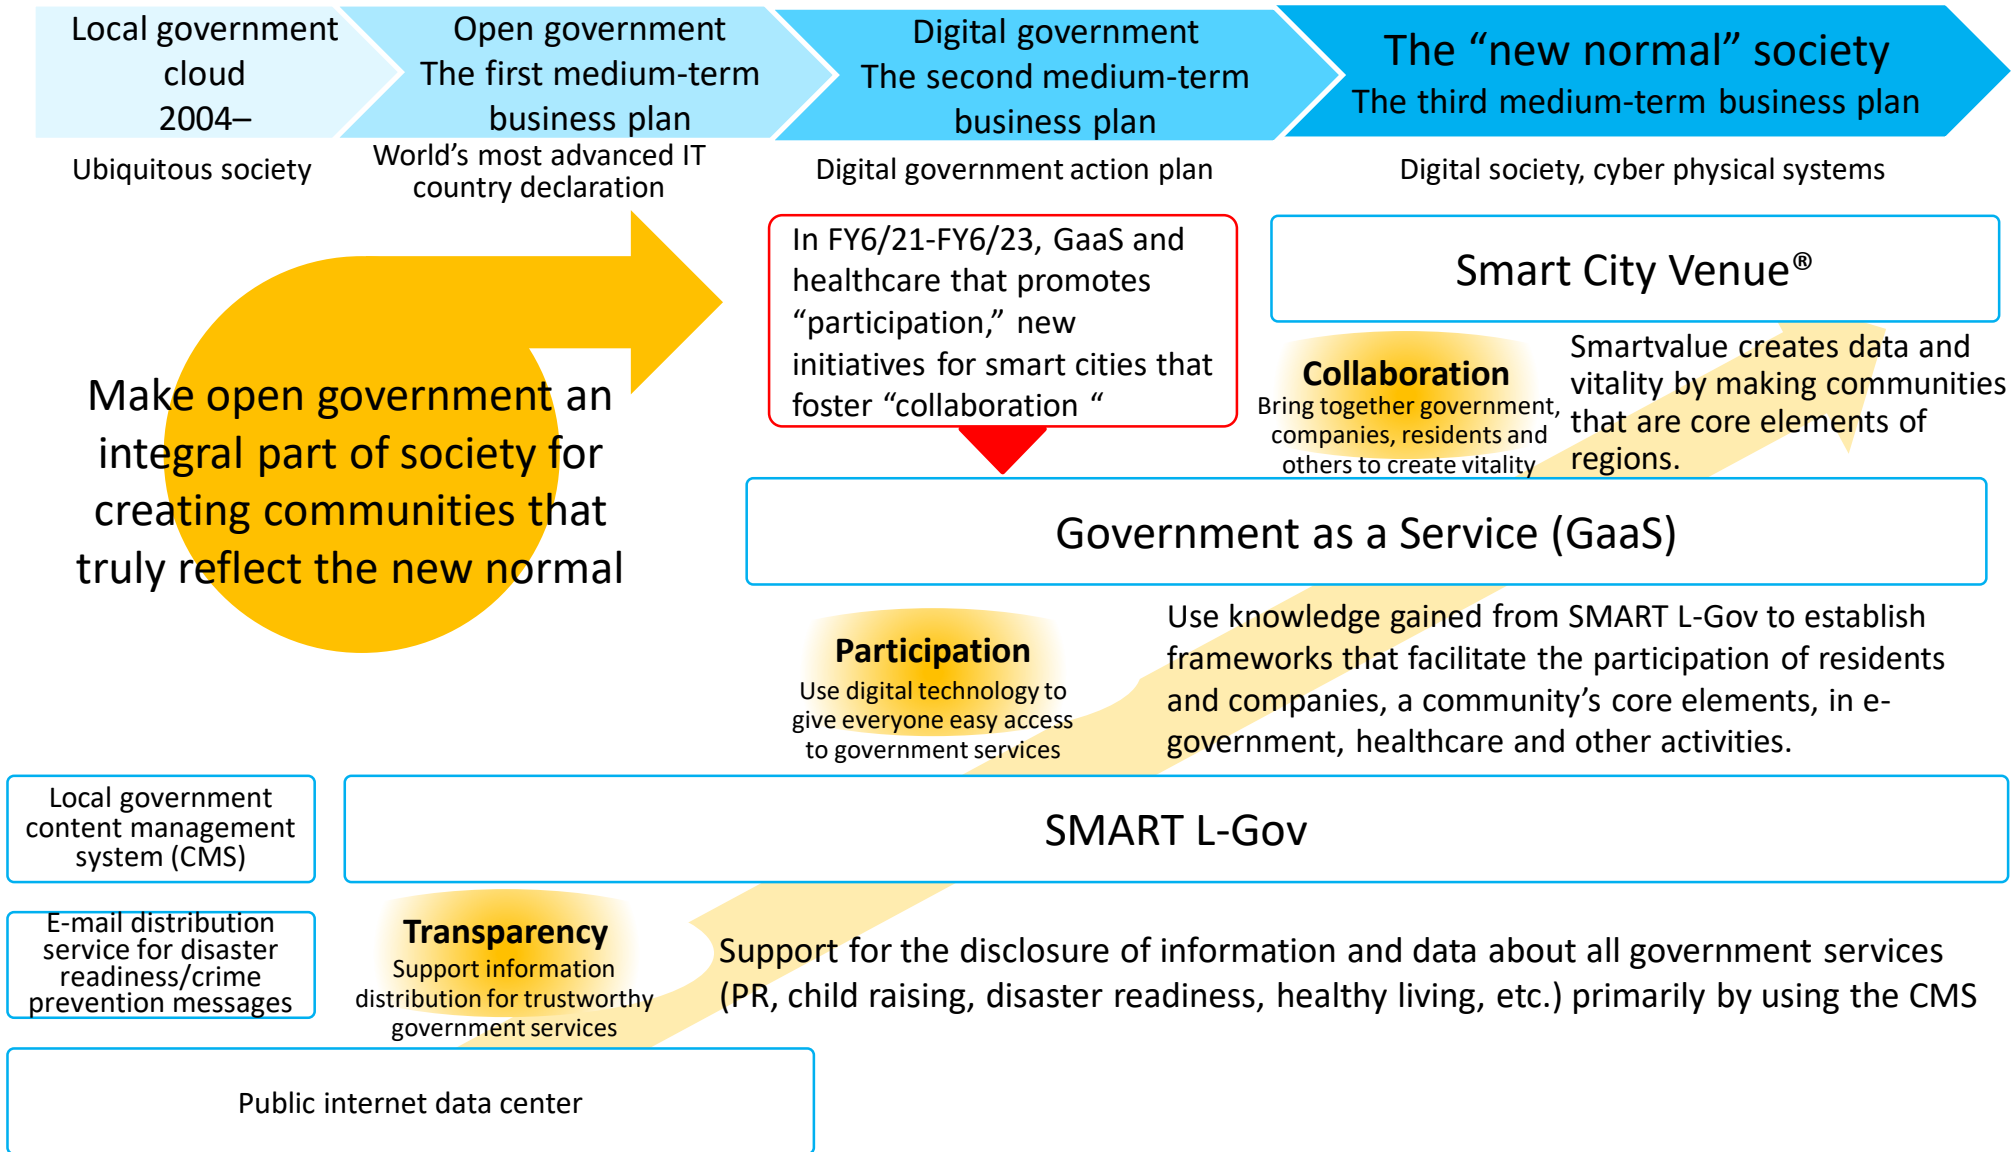 Local government
cloud
2004–
Open government
The first medium-term
business plan
Digital government
The second medium-term
business plan
The “new normal” society
The third medium-term business plan
Ubiquitous society
World’s most advanced IT
country declaration
Digital government action plan
Digital society, cyber physical systems
In FY6/21-FY6/23, GaaS and
healthcare that promotes
“participation,” new
initiatives for smart cities that
foster “collaboration “
Smart City Venue®
Make open government an
integral part of society for
creating communities that
truly reflect the new normal
Collaboration
Bring together government,
companies, residents and
others to create vitality
Smartvalue creates data and
vitality by making communities
that are core elements of
regions.
Government as a Service (GaaS)
Participation
Use digital technology to
give everyone easy access
to government services
Use knowledge gained from SMART L-Gov to establish
frameworks that facilitate the participation of residents
and companies, a community’s core elements, in e-
government, healthcare and other activities.
Local government
content management
system (CMS)
SMART L-Gov
E-mail distribution
service for disaster
readiness/crime
prevention messages
Transparency
Support information
distribution for trustworthy
government services
Support for the disclosure of information and data about all government services
(PR, child raising, disaster readiness, healthy living, etc.) primarily by using the CMS
Public internet data center